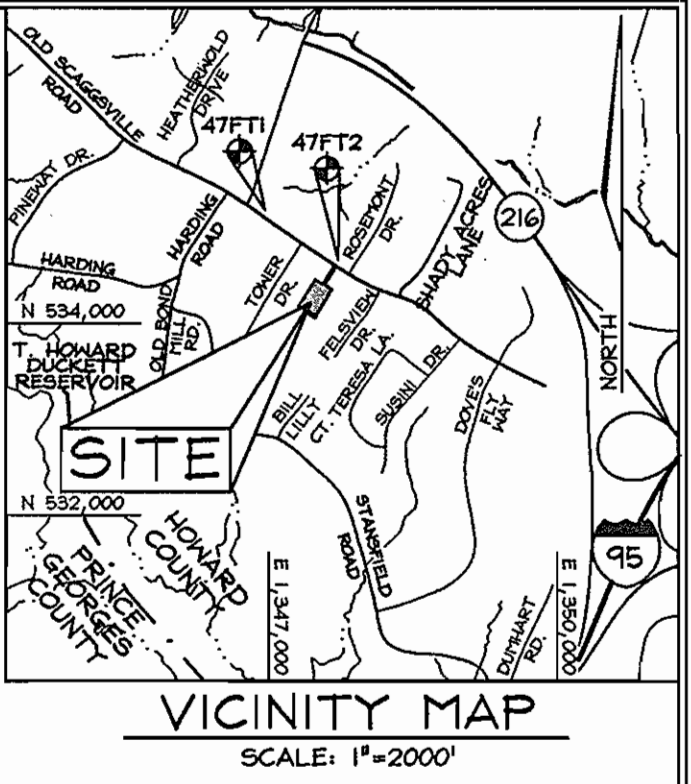 OLD SCAGGSVILLE
ROAD
HEATHERWOLD
DRIVE
47FT1
47FT2
PINEWAY DR.
HARDING
ROAD
ROSEMONT
DR.
SHADY ACRES
LANE
216
HARDING
ROAD
TOWER
DR.
N 534,000
OLD BOND
MILL RD.
FELSVIEW
DR.
NORTH
T. HOWARD
DUCKETT
RESERVOIR
CT. TERESA LA.
SUSINI DR.
BILL
LILLY
DOVE'S
FLY
WAY
SITE
N 532,000
HOWARD
COUNTY
PRINCE
GEORGES
COUNTY
STANSFIELD
ROAD
95
E 1,347,000
E 1,350,000
DUMHART
RD.
VICINITY MAP
SCALE: 1"=2000'